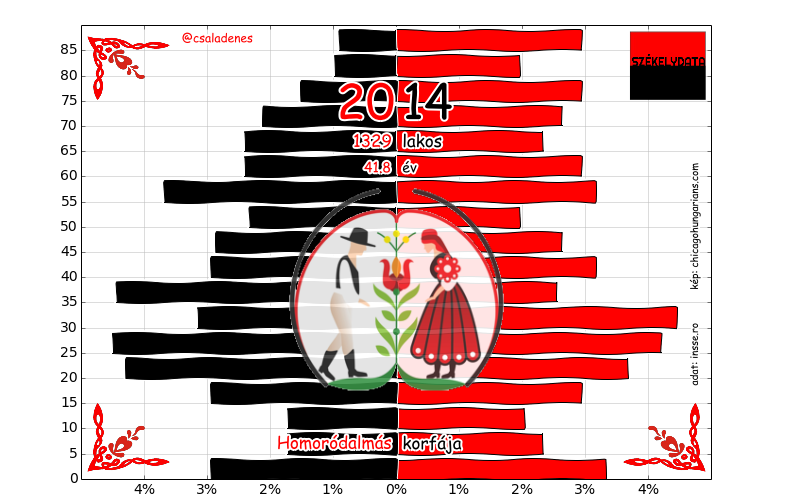 @csaladenes
SZÉKELYDATA
2014
1329 lakos
41.8 év
kép: chicagohungarians.com
adat: insse.ro
Homoródalmás korfája
85
80
75
70
65
60
55
50
45
40
35
30
25
20
15
10
5
0
4% 3% 2% 1% 0% 1% 2% 3% 4%